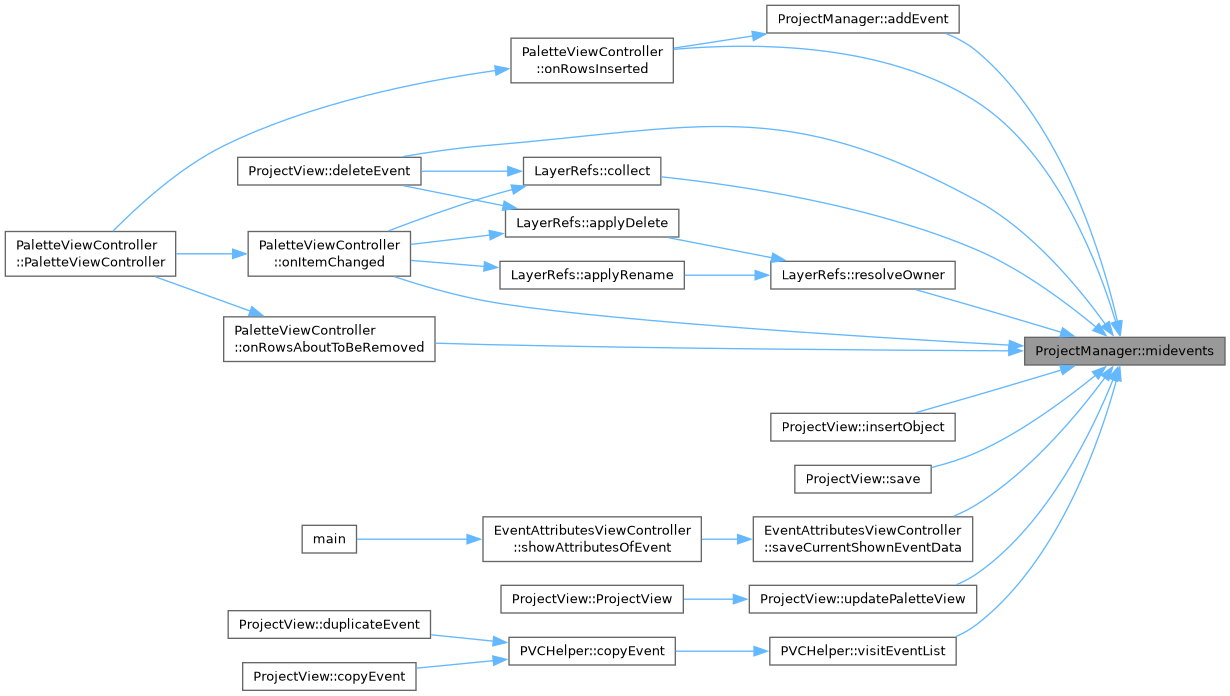 ProjectManager::addEvent
PaletteViewController
::onRowsInserted
ProjectView::deleteEvent
LayerRefs::collect
LayerRefs::applyDelete
PaletteViewController
::PaletteViewController
PaletteViewController
::onItemChanged
LayerRefs::applyRename
LayerRefs::resolveOwner
PaletteViewController
::onRowsAboutToBeRemoved
ProjectManager::midevents
ProjectView::insertObject
ProjectView::save
main
EventAttributesViewController
::showAttributesOfEvent
EventAttributesViewController
::saveCurrentShownEventData
ProjectView::ProjectView
ProjectView::updatePaletteView
ProjectView::duplicateEvent
PVCHelper::copyEvent
PVCHelper::visitEventList
ProjectView::copyEvent